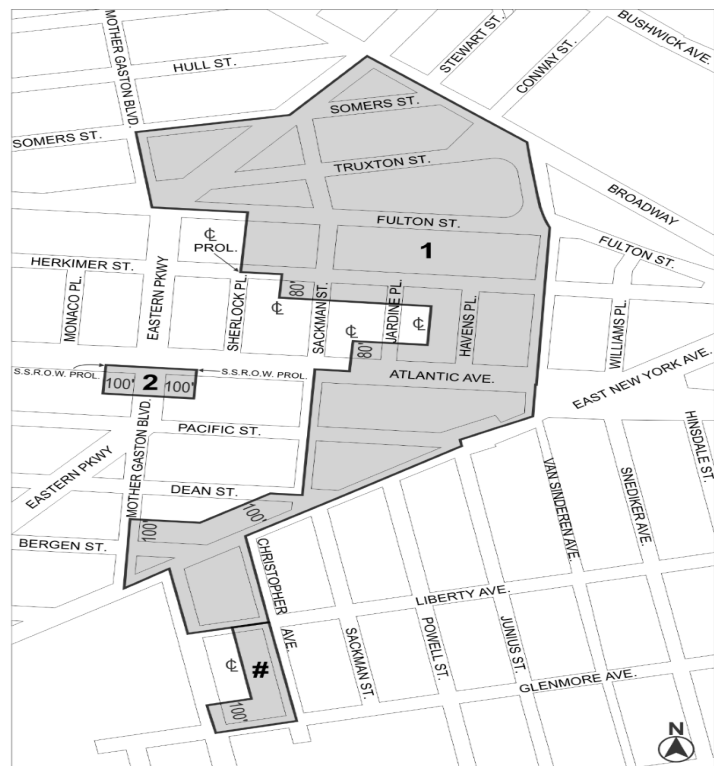 MOTHER GASTON BLVD.
HULL ST.
STEWART ST.
CONWAY ST.
BUSHWICK AVE.
SOMERS ST.
SOMERS ST.
TRUXTON ST.
BROADWAY
FULTON ST.
1
FULTON ST.
℄
PROL.
HERKIMER ST.
MONACO PL.
EASTERN PKWY
SHERLOCK PL.
80'
℄
SACKMAN ST.
℄
JARDINE PL.
℄
HAVENS PL.
WILLIAMS PL.
80'
S.S.R.O.W. PROL.
100'
2
100'
S.S.R.O.W. PROL.
ATLANTIC AVE.
EAST NEW YORK AVE.
PACIFIC ST.
MOTHER GASTON BLVD.
EASTERN PKWY
DEAN ST.
100'
100'
BERGEN ST.
HINSDALE ST.
SNEDIKER AVE.
VAN SINDEREN AVE.
CHRISTOPHER AVE.
LIBERTY AVE.
SACKMAN ST.
POWELL ST.
JUNIUS ST.
℄
#
100'
GLENMORE AVE.
N